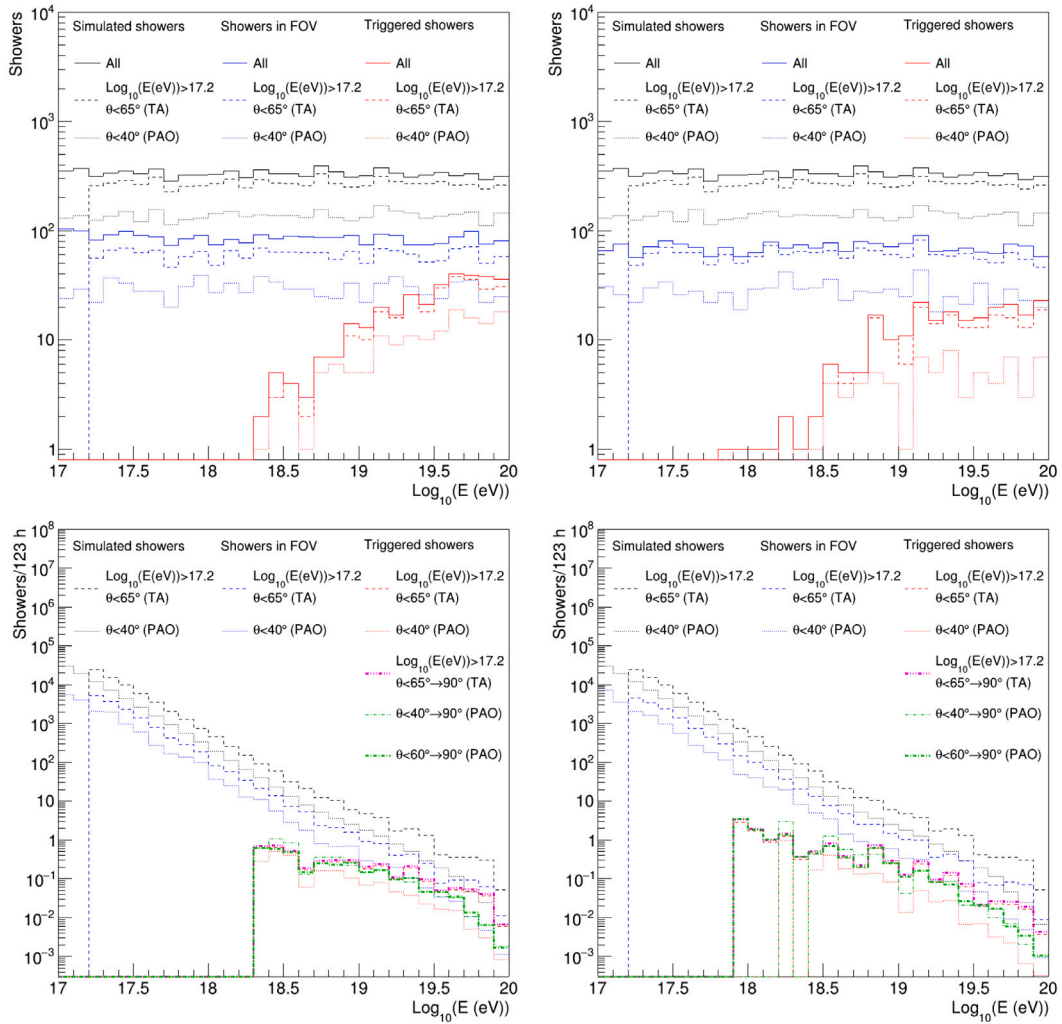 Showers
10⁴
10³
10²
10
1
Simulated showers Showers in FOV Triggered showers
All All All
Log₁₀(E(eV))>17.2 Log₁₀(E(eV))>17.2 Log₁₀(E(eV))>17.2
θ<65° (TA) θ<65° (TA) θ<65° (TA)
θ<40° (PAO) θ<40° (PAO) θ<40° (PAO)
17 17.5 18 18.5 19 19.5 20
Log₁₀(E (eV))
Showers
10⁴
10³
10²
10
1
Simulated showers Showers in FOV Triggered showers
All All All
Log₁₀(E(eV))>17.2 Log₁₀(E(eV))>17.2 Log₁₀(E(eV))>17.2
θ<65° (TA) θ<65° (TA) θ<65° (TA)
θ<40° (PAO) θ<40° (PAO) θ<40° (PAO)
17 17.5 18 18.5 19 19.5 20
Log₁₀(E (eV))
Showers/123 h
10⁸
10⁷
10⁶
10⁵
10⁴
10³
10²
10
1
10⁻¹
10⁻²
10⁻³
Simulated showers Showers in FOV Triggered showers
Log₁₀(E(eV))>17.2 Log₁₀(E(eV))>17.2 Log₁₀(E(eV))>17.2
θ<65° (TA) θ<65° (TA) θ<65° (TA)
θ<40° (PAO) θ<40° (PAO) θ<40° (PAO)
Log₁₀(E(eV))>17.2
θ<65°→90° (TA)
θ<40°→90° (PAO)
θ<60°→90° (PAO)
17 17.5 18 18.5 19 19.5 20
Log₁₀(E (eV))
Showers/123 h
10⁸
10⁷
10⁶
10⁵
10⁴
10³
10²
10
1
10⁻¹
10⁻²
10⁻³
Simulated showers Showers in FOV Triggered showers
Log₁₀(E(eV))>17.2 Log₁₀(E(eV))>17.2 Log₁₀(E(eV))>17.2
θ<65° (TA) θ<65° (TA) θ<65° (TA)
θ<40° (PAO) θ<40° (PAO) θ<40° (PAO)
Log₁₀(E(eV))>17.2
θ<65°→90° (TA)
θ<40°→90° (PAO)
θ<60°→90° (PAO)
17 17.5 18 18.5 19 19.5 20
Log₁₀(E (eV))